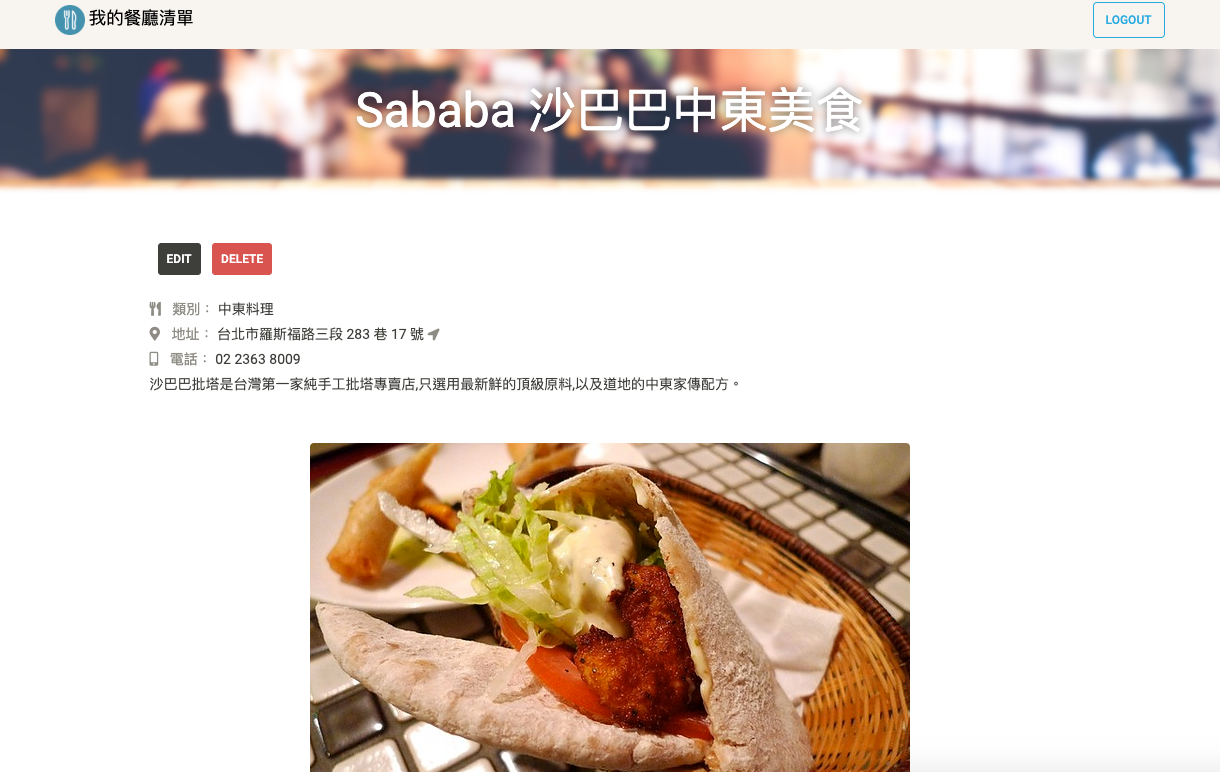 我的餐廳清單
LOGOUT
Sababa 沙巴巴中東美食
EDIT
DELETE
類別： 中東料理
地址： 台北市羅斯福路三段 283 巷 17 號
電話： 02 2363 8009
沙巴巴批塔是台灣第一家純手工批塔專賣店,只選用最新鮮的頂級原料,以及道地的中東家傳配方。